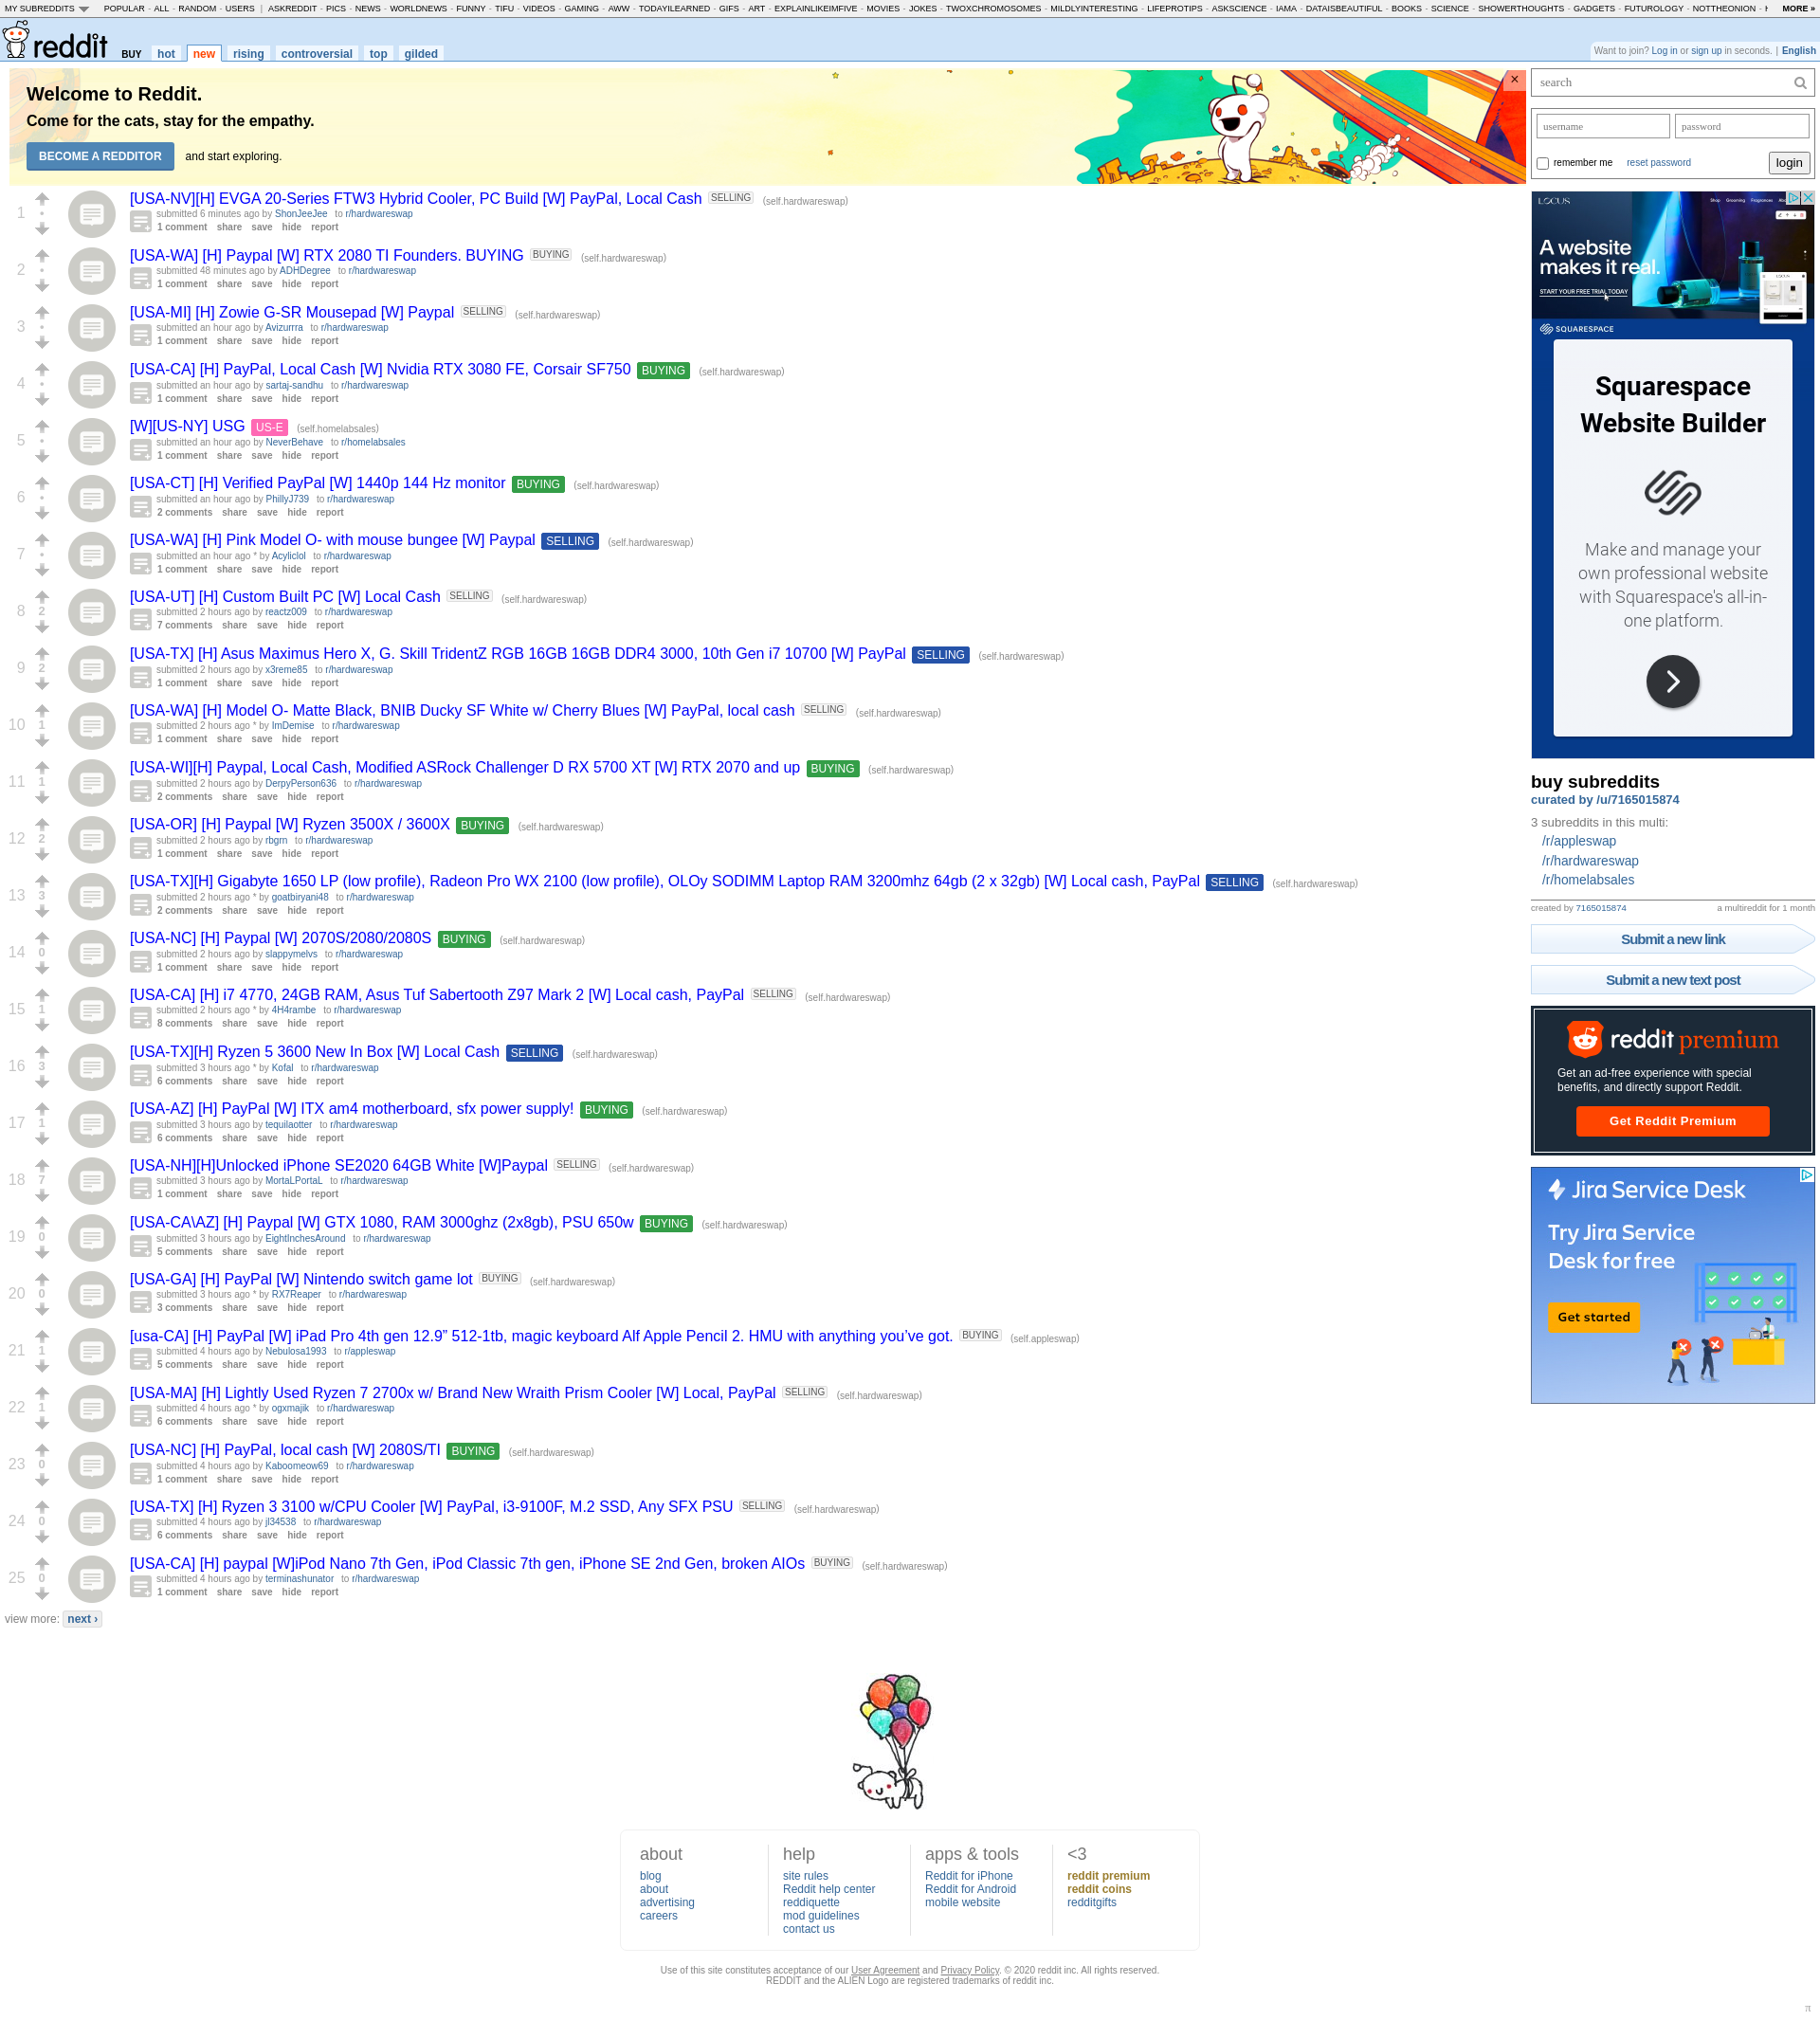 MY SUBREDDITS POPULAR - ALL - RANDOM - USERS | ASKREDDIT - PICS - NEWS - WORLDNEWS - FUNNY - TIFU - VIDEOS - GAMING - AWW - TODAYILEARNED - GIFS - ART - EXPLAINLIKEIMFIVE - MOVIES - JOKES - TWOXCHROMOSOMES - MILDLYINTERESTING - LIFEPROTIPS - ASKSCIENCE - IAMA - DATAISBEAUTIFUL - BOOKS - SCIENCE - SHOWERTHOUGHTS - GADGETS - FUTUROLOGY - NOTTHEONION - MORE »
reddit BUY hot new rising controversial top gilded
Want to join? Log in or sign up in seconds. | English
Welcome to Reddit.
Come for the cats, stay for the empathy.
BECOME A REDDITOR and start exploring.
×
1
[USA-NV][H] EVGA 20-Series FTW3 Hybrid Cooler, PC Build [W] PayPal, Local Cash SELLING (self.hardwareswap)
submitted 6 minutes ago by ShonJeeJee to r/hardwareswap
1 comment share save hide report
2
[USA-WA] [H] Paypal [W] RTX 2080 TI Founders. BUYING BUYING (self.hardwareswap)
submitted 48 minutes ago by ADHDegree to r/hardwareswap
1 comment share save hide report
3
[USA-MI] [H] Zowie G-SR Mousepad [W] Paypal SELLING (self.hardwareswap)
submitted an hour ago by Avizurrra to r/hardwareswap
1 comment share save hide report
4
[USA-CA] [H] PayPal, Local Cash [W] Nvidia RTX 3080 FE, Corsair SF750 BUYING (self.hardwareswap)
submitted an hour ago by sartaj-sandhu to r/hardwareswap
1 comment share save hide report
5
[W][US-NY] USG US-E (self.homelabsales)
submitted an hour ago by NeverBehave to r/homelabsales
1 comment share save hide report
6
[USA-CT] [H] Verified PayPal [W] 1440p 144 Hz monitor BUYING (self.hardwareswap)
submitted an hour ago by PhillyJ739 to r/hardwareswap
2 comments share save hide report
7
[USA-WA] [H] Pink Model O- with mouse bungee [W] Paypal SELLING (self.hardwareswap)
submitted an hour ago * by Acyliclol to r/hardwareswap
1 comment share save hide report
8 2
[USA-UT] [H] Custom Built PC [W] Local Cash SELLING (self.hardwareswap)
submitted 2 hours ago by reactz009 to r/hardwareswap
7 comments share save hide report
9 2
[USA-TX] [H] Asus Maximus Hero X, G. Skill TridentZ RGB 16GB 16GB DDR4 3000, 10th Gen i7 10700 [W] PayPal SELLING (self.hardwareswap)
submitted 2 hours ago by x3reme85 to r/hardwareswap
1 comment share save hide report
10 1
[USA-WA] [H] Model O- Matte Black, BNIB Ducky SF White w/ Cherry Blues [W] PayPal, local cash SELLING (self.hardwareswap)
submitted 2 hours ago * by ImDemise to r/hardwareswap
1 comment share save hide report
11 1
[USA-WI][H] Paypal, Local Cash, Modified ASRock Challenger D RX 5700 XT [W] RTX 2070 and up BUYING (self.hardwareswap)
submitted 2 hours ago by DerpyPerson636 to r/hardwareswap
2 comments share save hide report
12 2
[USA-OR] [H] Paypal [W] Ryzen 3500X / 3600X BUYING (self.hardwareswap)
submitted 2 hours ago by rbgrn to r/hardwareswap
1 comment share save hide report
13 3
[USA-TX][H] Gigabyte 1650 LP (low profile), Radeon Pro WX 2100 (low profile), OLOy SODIMM Laptop RAM 3200mhz 64gb (2 x 32gb) [W] Local cash, PayPal SELLING (self.hardwareswap)
submitted 2 hours ago * by goatbiryani48 to r/hardwareswap
2 comments share save hide report
14 0
[USA-NC] [H] Paypal [W] 2070S/2080/2080S BUYING (self.hardwareswap)
submitted 2 hours ago by slappymelvs to r/hardwareswap
1 comment share save hide report
15 1
[USA-CA] [H] i7 4770, 24GB RAM, Asus Tuf Sabertooth Z97 Mark 2 [W] Local cash, PayPal SELLING (self.hardwareswap)
submitted 2 hours ago * by 4H4rambe to r/hardwareswap
8 comments share save hide report
16 3
[USA-TX][H] Ryzen 5 3600 New In Box [W] Local Cash SELLING (self.hardwareswap)
submitted 3 hours ago * by Kofal to r/hardwareswap
6 comments share save hide report
17 1
[USA-AZ] [H] PayPal [W] ITX am4 motherboard, sfx power supply! BUYING (self.hardwareswap)
submitted 3 hours ago by tequilaotter to r/hardwareswap
6 comments share save hide report
18 7
[USA-NH][H]Unlocked iPhone SE2020 64GB White [W]Paypal SELLING (self.hardwareswap)
submitted 3 hours ago by MortaLPortaL to r/hardwareswap
1 comment share save hide report
19 0
[USA-CA\AZ] [H] Paypal [W] GTX 1080, RAM 3000ghz (2x8gb), PSU 650w BUYING (self.hardwareswap)
submitted 3 hours ago by EightInchesAround to r/hardwareswap
5 comments share save hide report
20 0
[USA-GA] [H] PayPal [W] Nintendo switch game lot BUYING (self.hardwareswap)
submitted 3 hours ago * by RX7Reaper to r/hardwareswap
3 comments share save hide report
21 1
[usa-CA] [H] PayPal [W] iPad Pro 4th gen 12.9” 512-1tb, magic keyboard Alf Apple Pencil 2. HMU with anything you’ve got. BUYING (self.appleswap)
submitted 4 hours ago by Nebulosa1993 to r/appleswap
5 comments share save hide report
22 1
[USA-MA] [H] Lightly Used Ryzen 7 2700x w/ Brand New Wraith Prism Cooler [W] Local, PayPal SELLING (self.hardwareswap)
submitted 4 hours ago * by ogxmajik to r/hardwareswap
6 comments share save hide report
23 0
[USA-NC] [H] PayPal, local cash [W] 2080S/TI BUYING (self.hardwareswap)
submitted 4 hours ago by Kaboomeow69 to r/hardwareswap
1 comment share save hide report
24 0
[USA-TX] [H] Ryzen 3 3100 w/CPU Cooler [W] PayPal, i3-9100F, M.2 SSD, Any SFX PSU SELLING (self.hardwareswap)
submitted 4 hours ago by jl34538 to r/hardwareswap
6 comments share save hide report
25 0
[USA-CA] [H] paypal [W]iPod Nano 7th Gen, iPod Classic 7th gen, iPhone SE 2nd Gen, broken AIOs BUYING (self.hardwareswap)
submitted 4 hours ago by terminashunator to r/hardwareswap
1 comment share save hide report
view more: next ›
search
username password
remember me reset password login
LOCUS
A website
makes it real.
START YOUR FREE TRIAL TODAY
SQUARESPACE
Squarespace
Website Builder
Make and manage your
own professional website
with Squarespace's all-in-
one platform.
buy subreddits
curated by /u/7165015874
3 subreddits in this multi:
/r/appleswap
/r/hardwareswap
/r/homelabsales
created by 7165015874 a multireddit for 1 month
Submit a new link
Submit a new text post
reddit premium
Get an ad-free experience with special
benefits, and directly support Reddit.
Get Reddit Premium
Jira Service Desk
Try Jira Service
Desk for free
Get started
about
blog
about
advertising
careers
help
site rules
Reddit help center
reddiquette
mod guidelines
contact us
apps & tools
Reddit for iPhone
Reddit for Android
mobile website
<3
reddit premium
reddit coins
redditgifts
Use of this site constitutes acceptance of our User Agreement and Privacy Policy. © 2020 reddit inc. All rights reserved.
REDDIT and the ALIEN Logo are registered trademarks of reddit inc.
π